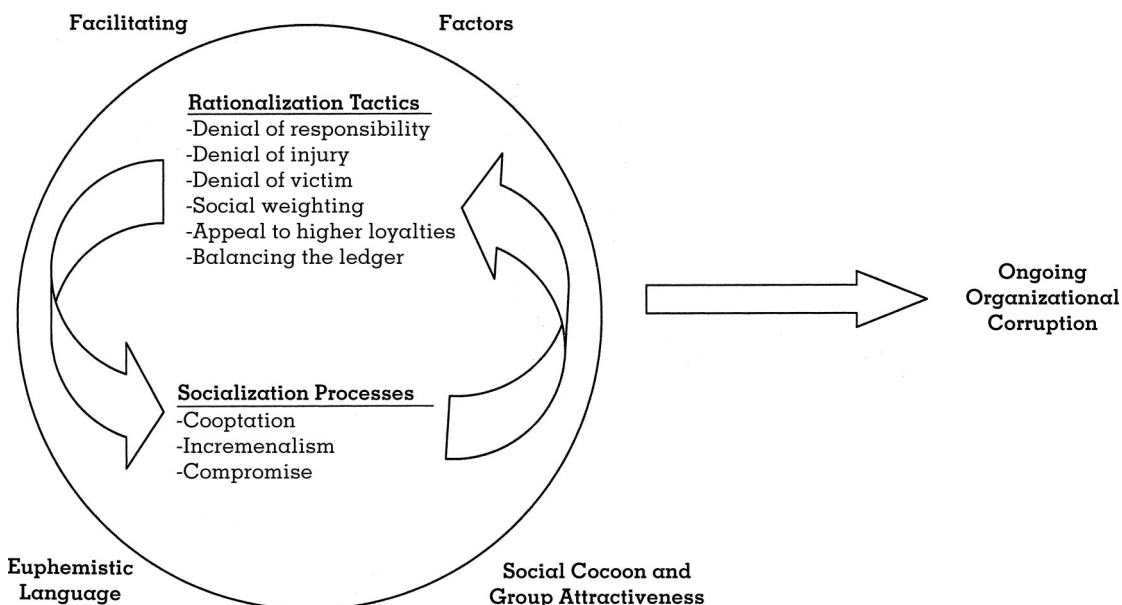 Facilitating Factors
Rationalization Tactics
-Denial of responsibility
-Denial of injury
-Denial of victim
-Social weighting
-Appeal to higher loyalties
-Balancing the ledger
Ongoing
Organizational
Corruption
Socialization Processes
-Cooptation
-Incremenalism
-Compromise
Euphemistic
Language
Social Cocoon and
Group Attractiveness